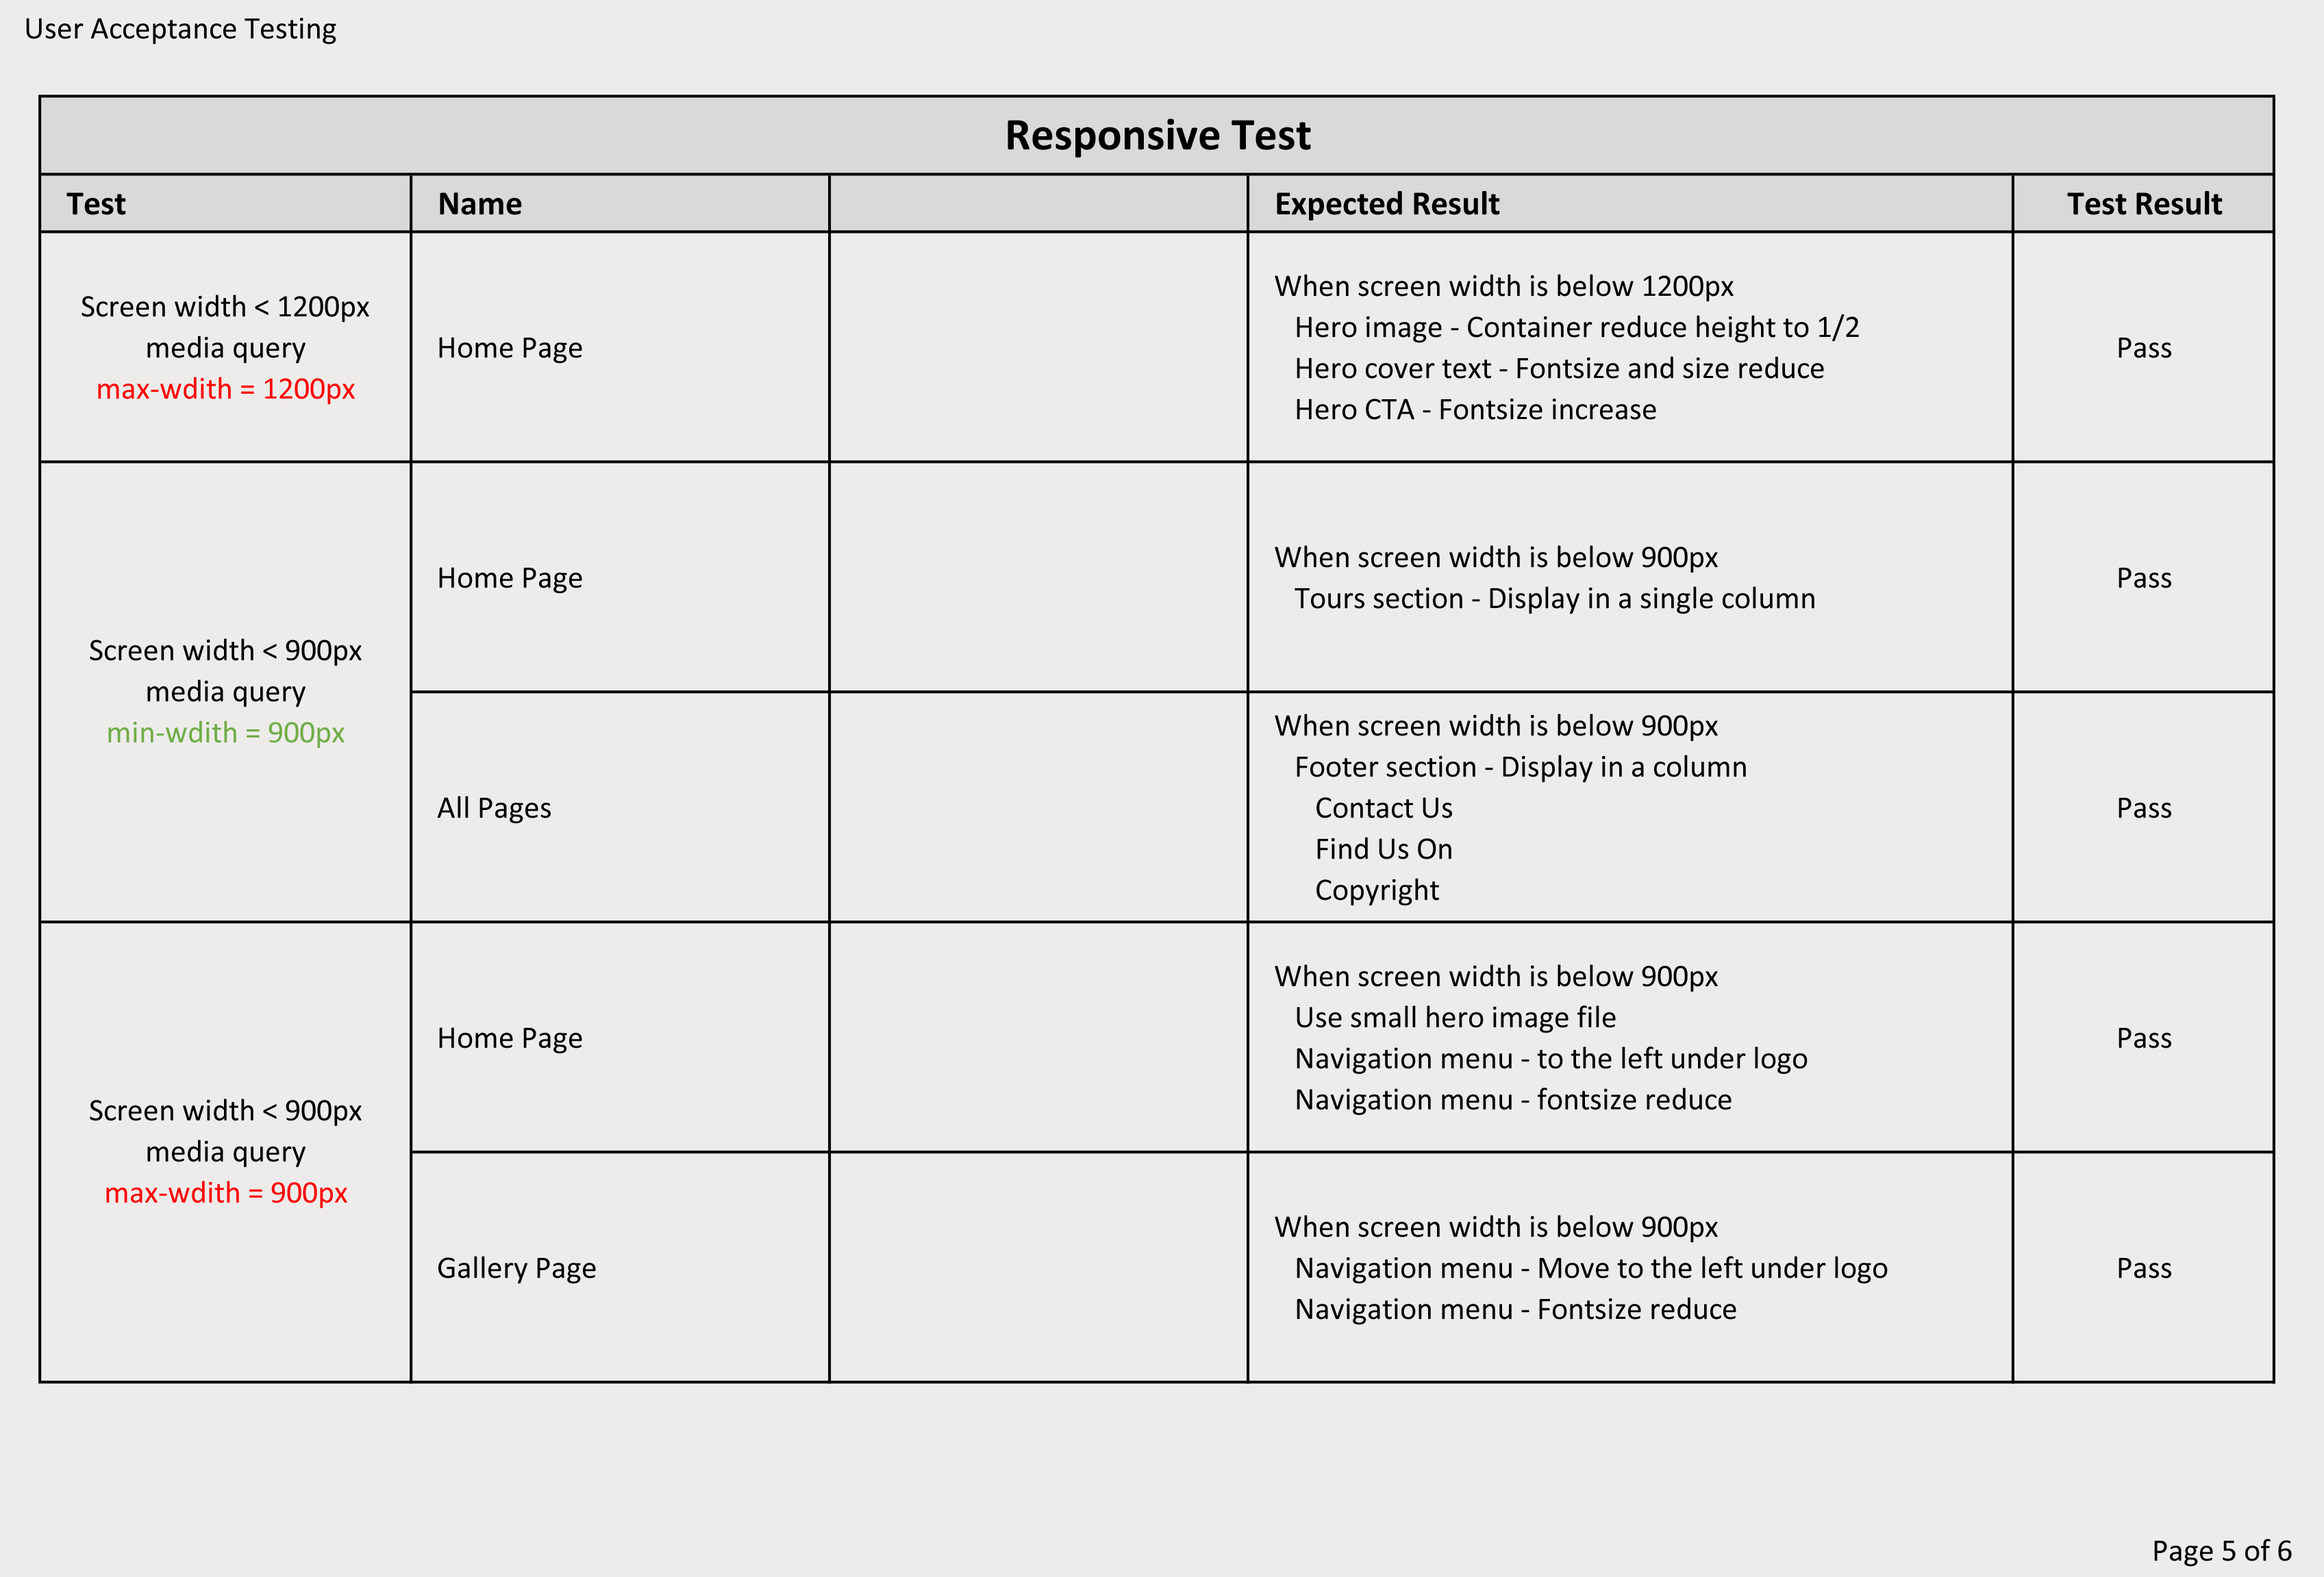 User Acceptance Testing
Responsive Test
Test Name Expected Result Test Result
Screen width < 1200px
media query
max-wdith = 1200px
Home Page
When screen width is below 1200px
Hero image - Container reduce height to 1/2
Hero cover text - Fontsize and size reduce
Hero CTA - Fontsize increase
Pass
Screen width < 900px
media query
min-wdith = 900px
Home Page
When screen width is below 900px
Tours section - Display in a single column
Pass
All Pages
When screen width is below 900px
Footer section - Display in a column
Contact Us
Find Us On
Copyright
Pass
Screen width < 900px
media query
max-wdith = 900px
Home Page
When screen width is below 900px
Use small hero image file
Navigation menu - to the left under logo
Navigation menu - fontsize reduce
Pass
Gallery Page
When screen width is below 900px
Navigation menu - Move to the left under logo
Navigation menu - Fontsize reduce
Pass
Page 5 of 6